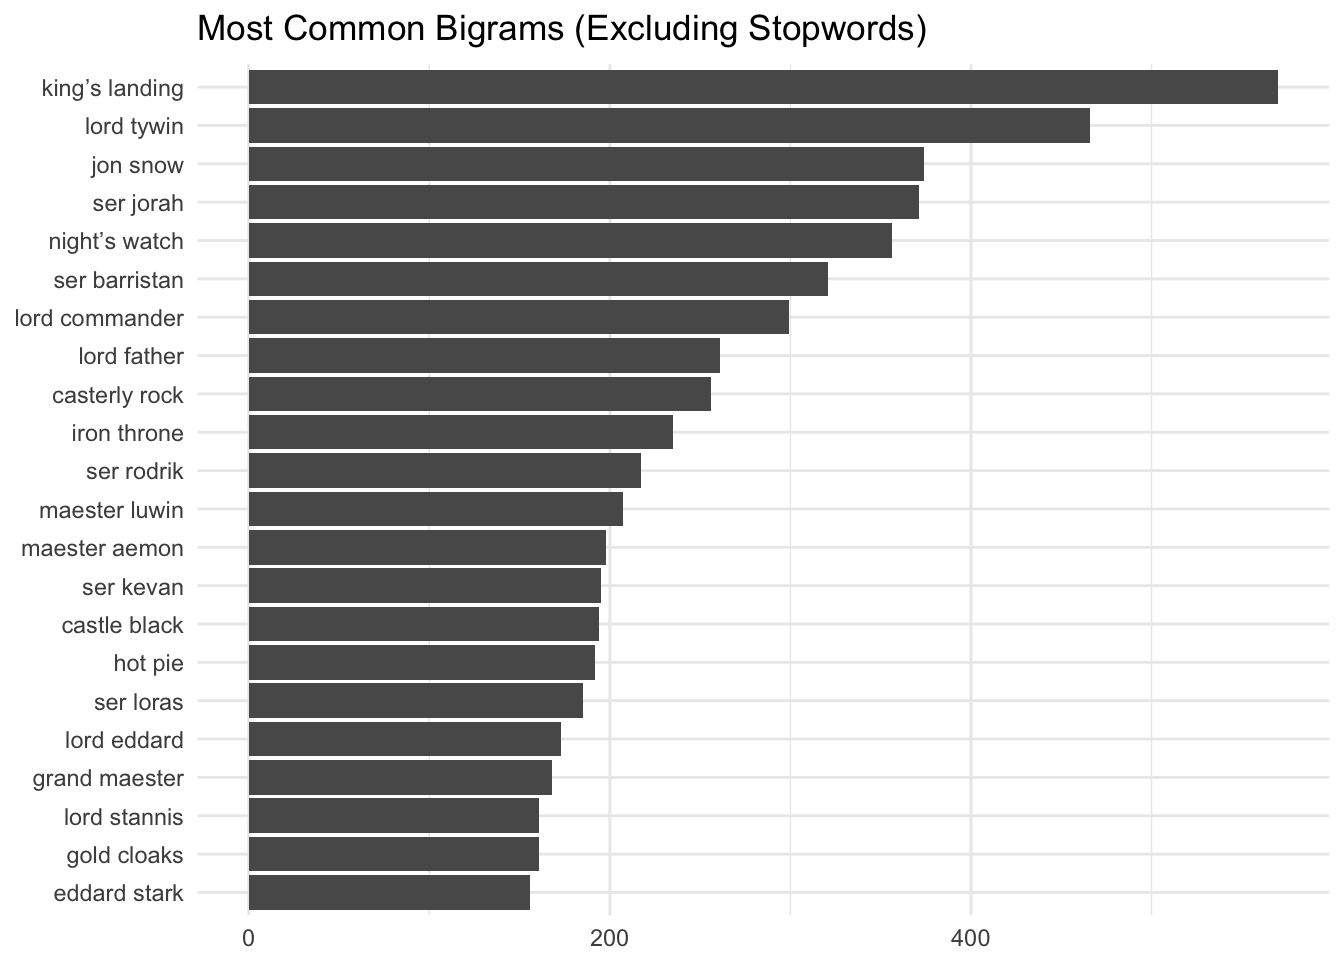 Most Common Bigrams (Excluding Stopwords)
king’s landing
lord tywin
jon snow
ser jorah
night’s watch
ser barristan
lord commander
lord father
casterly rock
iron throne
ser rodrik
maester luwin
maester aemon
ser kevan
castle black
hot pie
ser loras
lord eddard
grand maester
lord stannis
gold cloaks
eddard stark
0 200 400